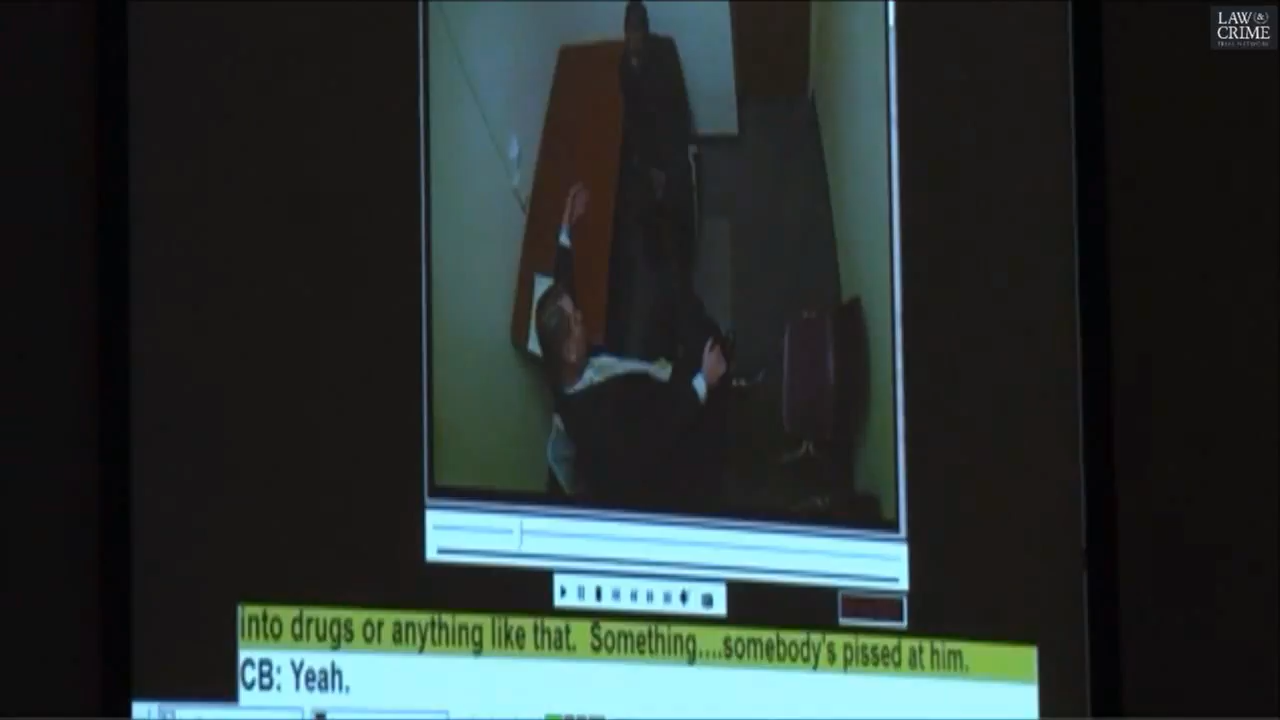 LAW &
CRIME
into drugs or anything like that. Something....somebody's pissed at him.
CB: Yeah.